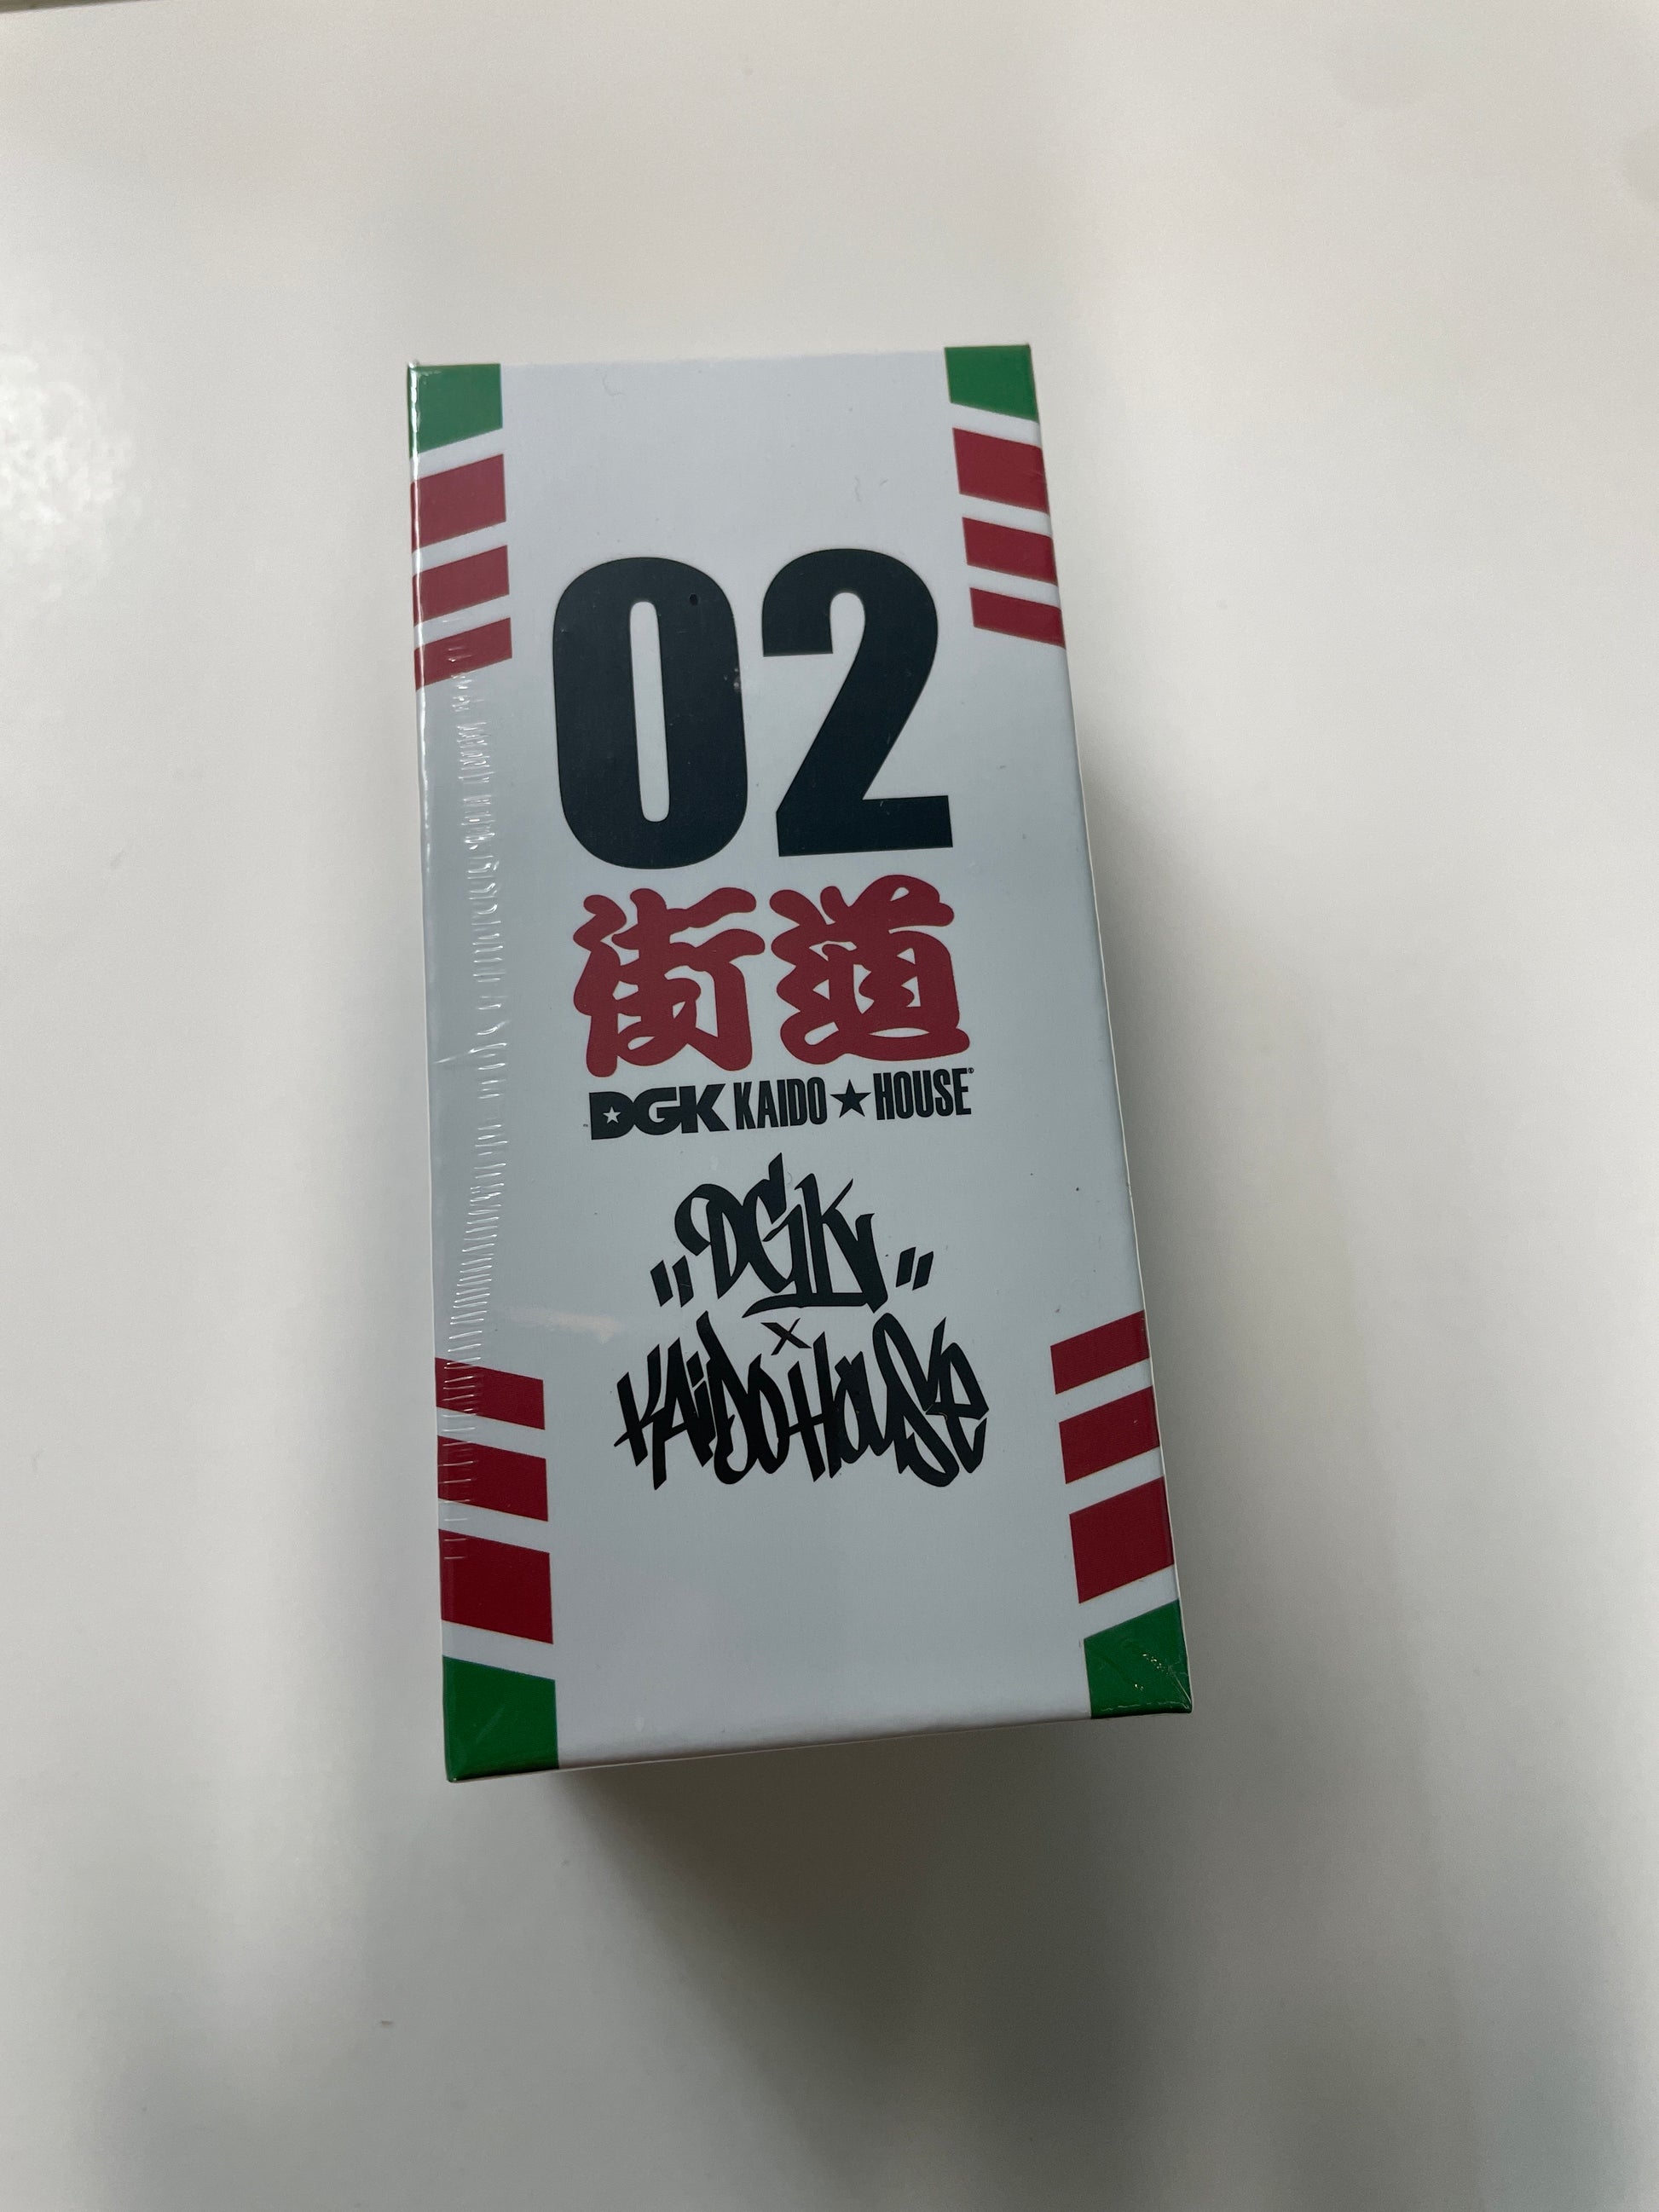 02
街道
DGK KAIDO★HOUSE®
"DGK"
x
KAiDO HOUSe